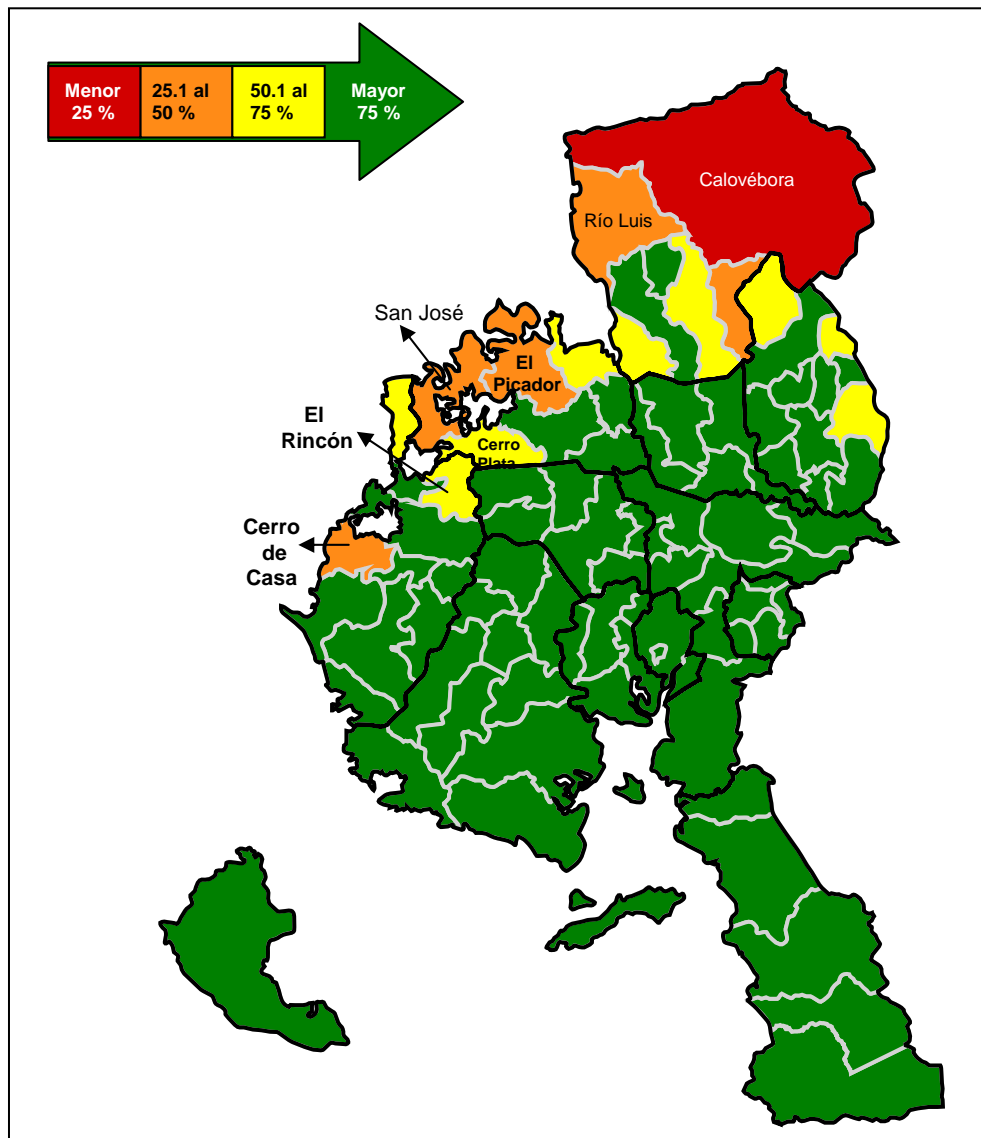 Menor
25 %
25.1 al
50 %
50.1 al
75 %
Mayor
75 %
Calovébora
Río Luis
San José
El
Picador
El
Rincón
Cerro
Plata
Cerro
de
Casa